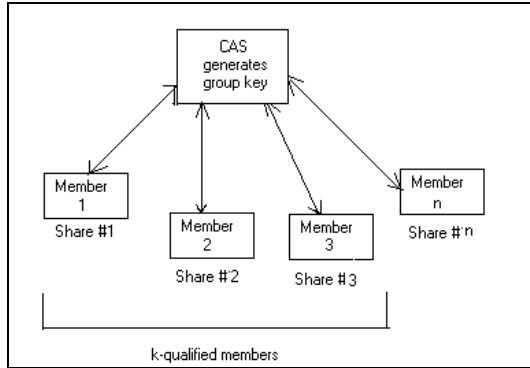 CAS
generates
group key
Member
1
Share #1
Member
2
Share #2
Member
3
Share #3
Member
n
Share #n
k-qualified members